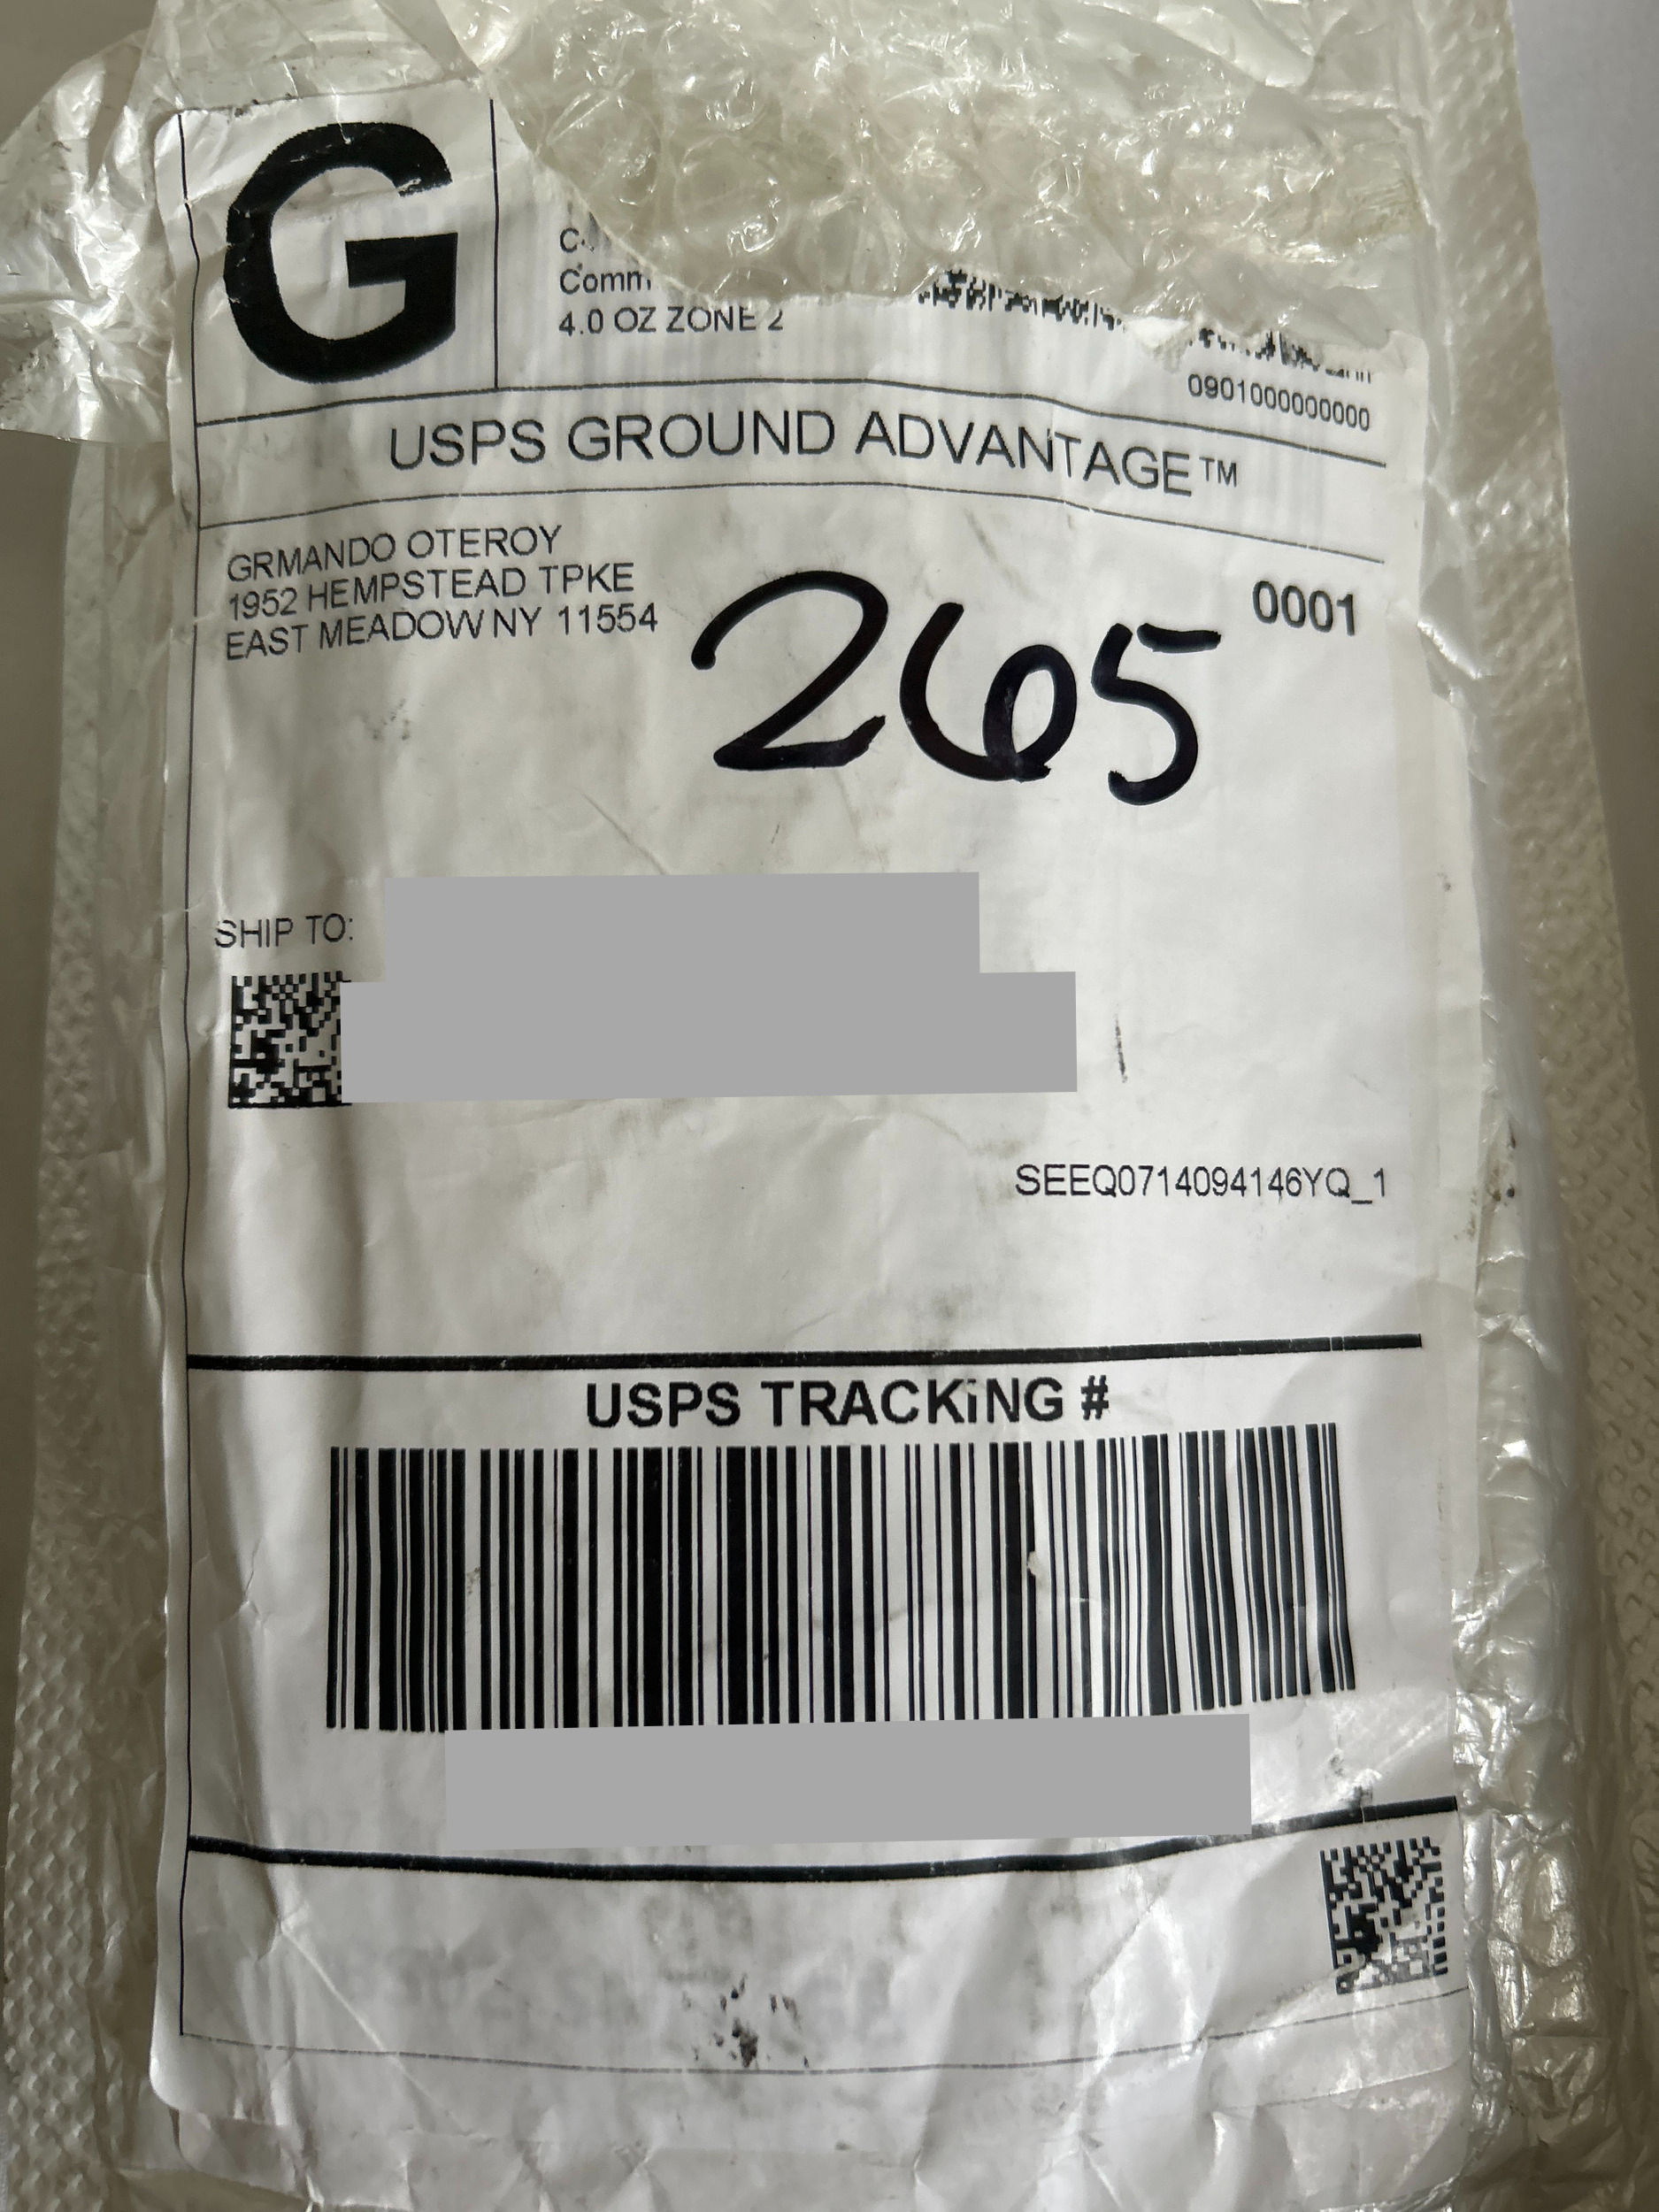 G
4.0 OZ ZONE 2
0901000000000
USPS GROUND ADVANTAGE™
GRMANDO OTEROY
1952 HEMPSTEAD TPKE
EAST MEADOW NY 11554
0001
265
SHIP TO:
SEEQ0714094146YQ_1
USPS TRACKING #